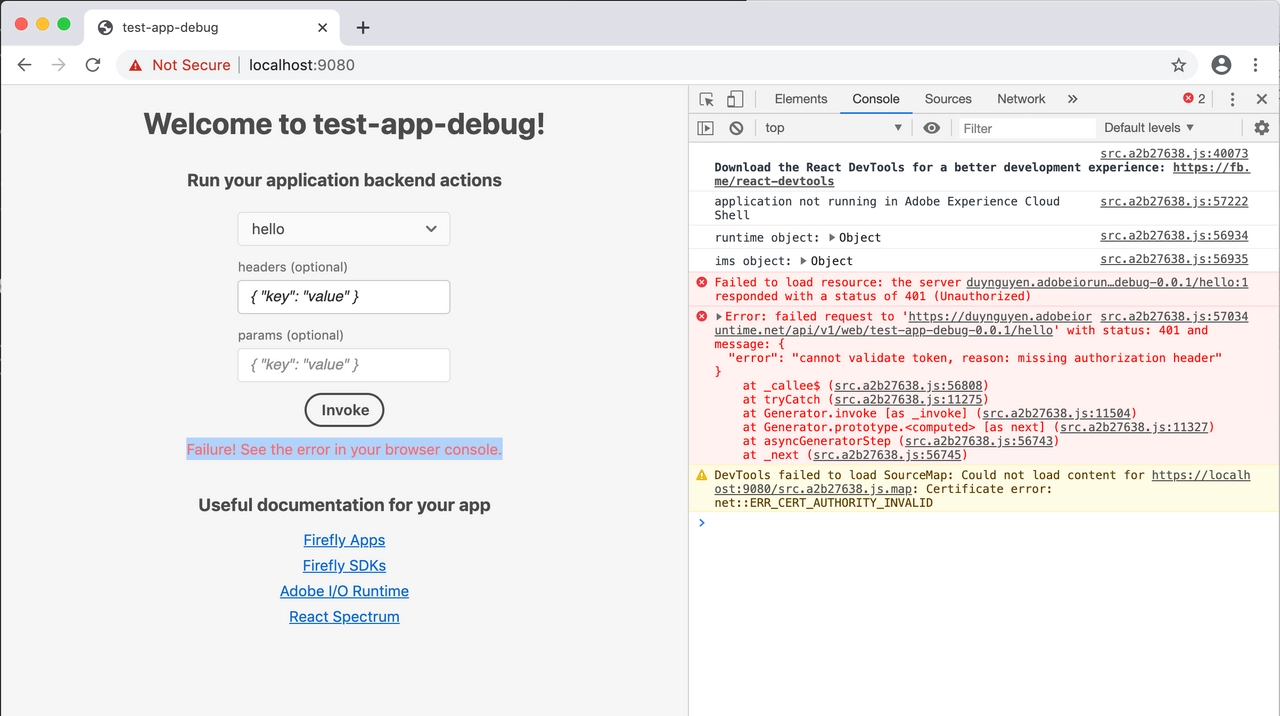 test-app-debug
Not Secure
localhost:9080
Welcome to test-app-debug!
Run your application backend actions
hello
headers (optional)
{ "key": "value" }
params (optional)
{ "key": "value" }
Invoke
Failure! See the error in your browser console.
Useful documentation for your app
Firefly Apps
Firefly SDKs
Adobe I/O Runtime
React Spectrum
Elements Console Sources Network » 2
top Filter Default levels
src.a2b27638.js:40073
Download the React DevTools for a better development experience: https://fb.
me/react-devtools
application not running in Adobe Experience Cloud src.a2b27638.js:57222
Shell
runtime object: Object src.a2b27638.js:56934
ims object: Object src.a2b27638.js:56935
Failed to load resource: the server duynguyen.adobeiorun…debug-0.0.1/hello:1
responded with a status of 401 (Unauthorized)
Error: failed request to 'https://duynguyen.adobeior src.a2b27638.js:57034
untime.net/api/v1/web/test-app-debug-0.0.1/hello' with status: 401 and
message: {
"error": "cannot validate token, reason: missing authorization header"
}
at _callee$ (src.a2b27638.js:56808)
at tryCatch (src.a2b27638.js:11275)
at Generator.invoke [as _invoke] (src.a2b27638.js:11504)
at Generator.prototype.<computed> [as next] (src.a2b27638.js:11327)
at asyncGeneratorStep (src.a2b27638.js:56743)
at _next (src.a2b27638.js:56745)
DevTools failed to load SourceMap: Could not load content for https://localh
ost:9080/src.a2b27638.js.map: Certificate error:
net::ERR_CERT_AUTHORITY_INVALID